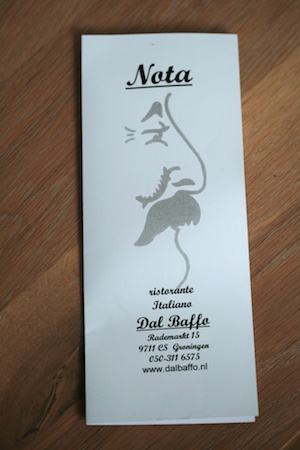 Nota
ristorante
Italiano
Dal Baffo
Rademarkt 15
9711 CS Groningen
050-311 6575
www.dalbaffo.nl